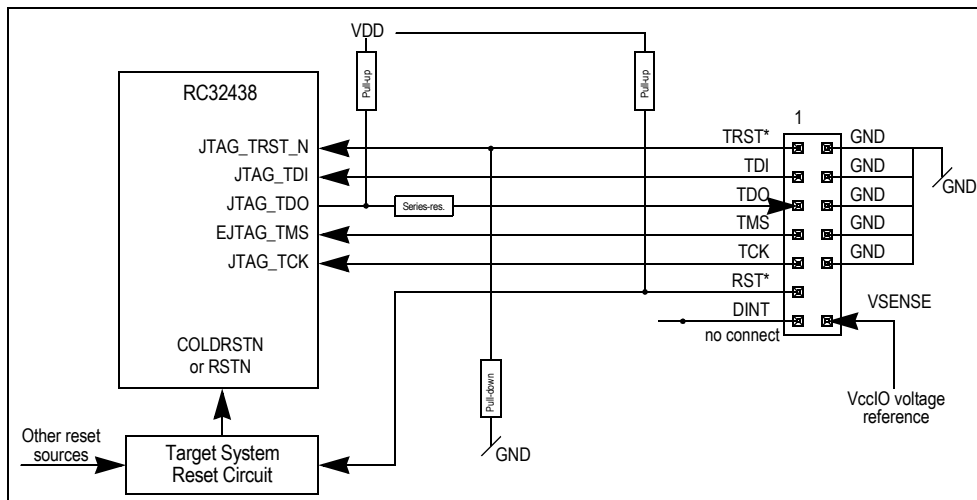 VDD
RC32438
Pull-up
Pull-up
1
JTAG_TRST_N
TRST*
GND
JTAG_TDI
TDI
GND
GND
JTAG_TDO
Series-res.
TDO
GND
EJTAG_TMS
TMS
GND
JTAG_TCK
TCK
GND
RST*
DINT
VSENSE
no connect
COLDRSTN
or RSTN
Pull-down
VccIO voltage
reference
Other reset
sources
Target System
Reset Circuit
GND